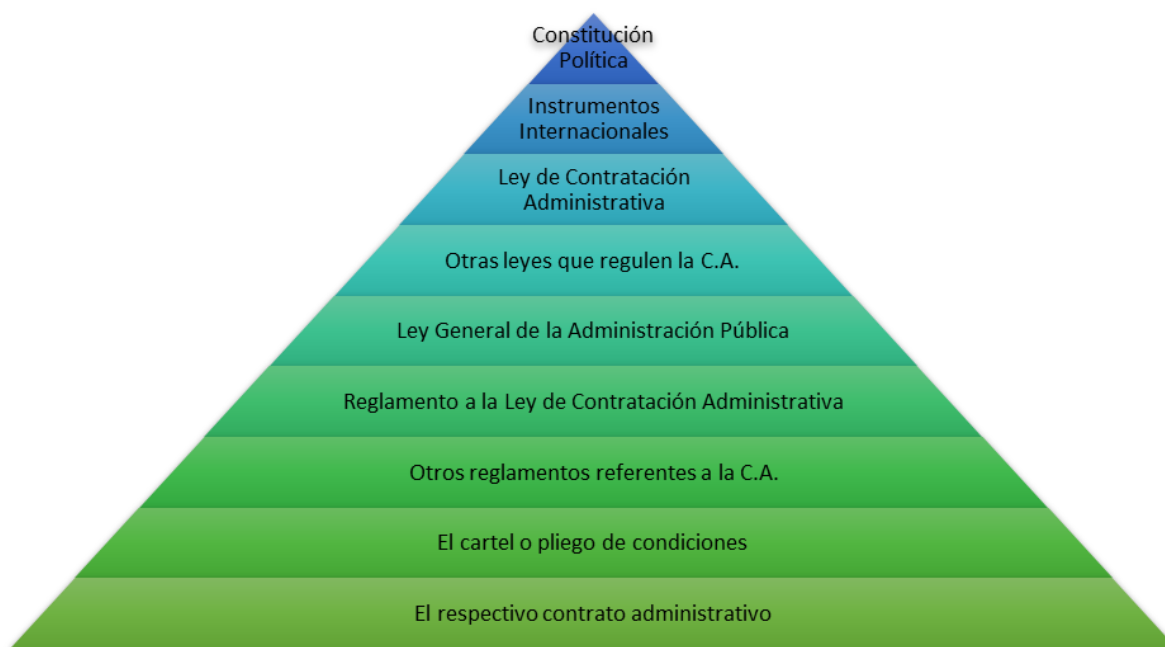 Constitución
Política
Instrumentos
Internacionales
Ley de Contratación
Administrativa
Otras leyes que regulen la C.A.
Ley General de la Administración Pública
Reglamento a la Ley de Contratación Administrativa
Otros reglamentos referentes a la C.A.
El cartel o pliego de condiciones
El respectivo contrato administrativo